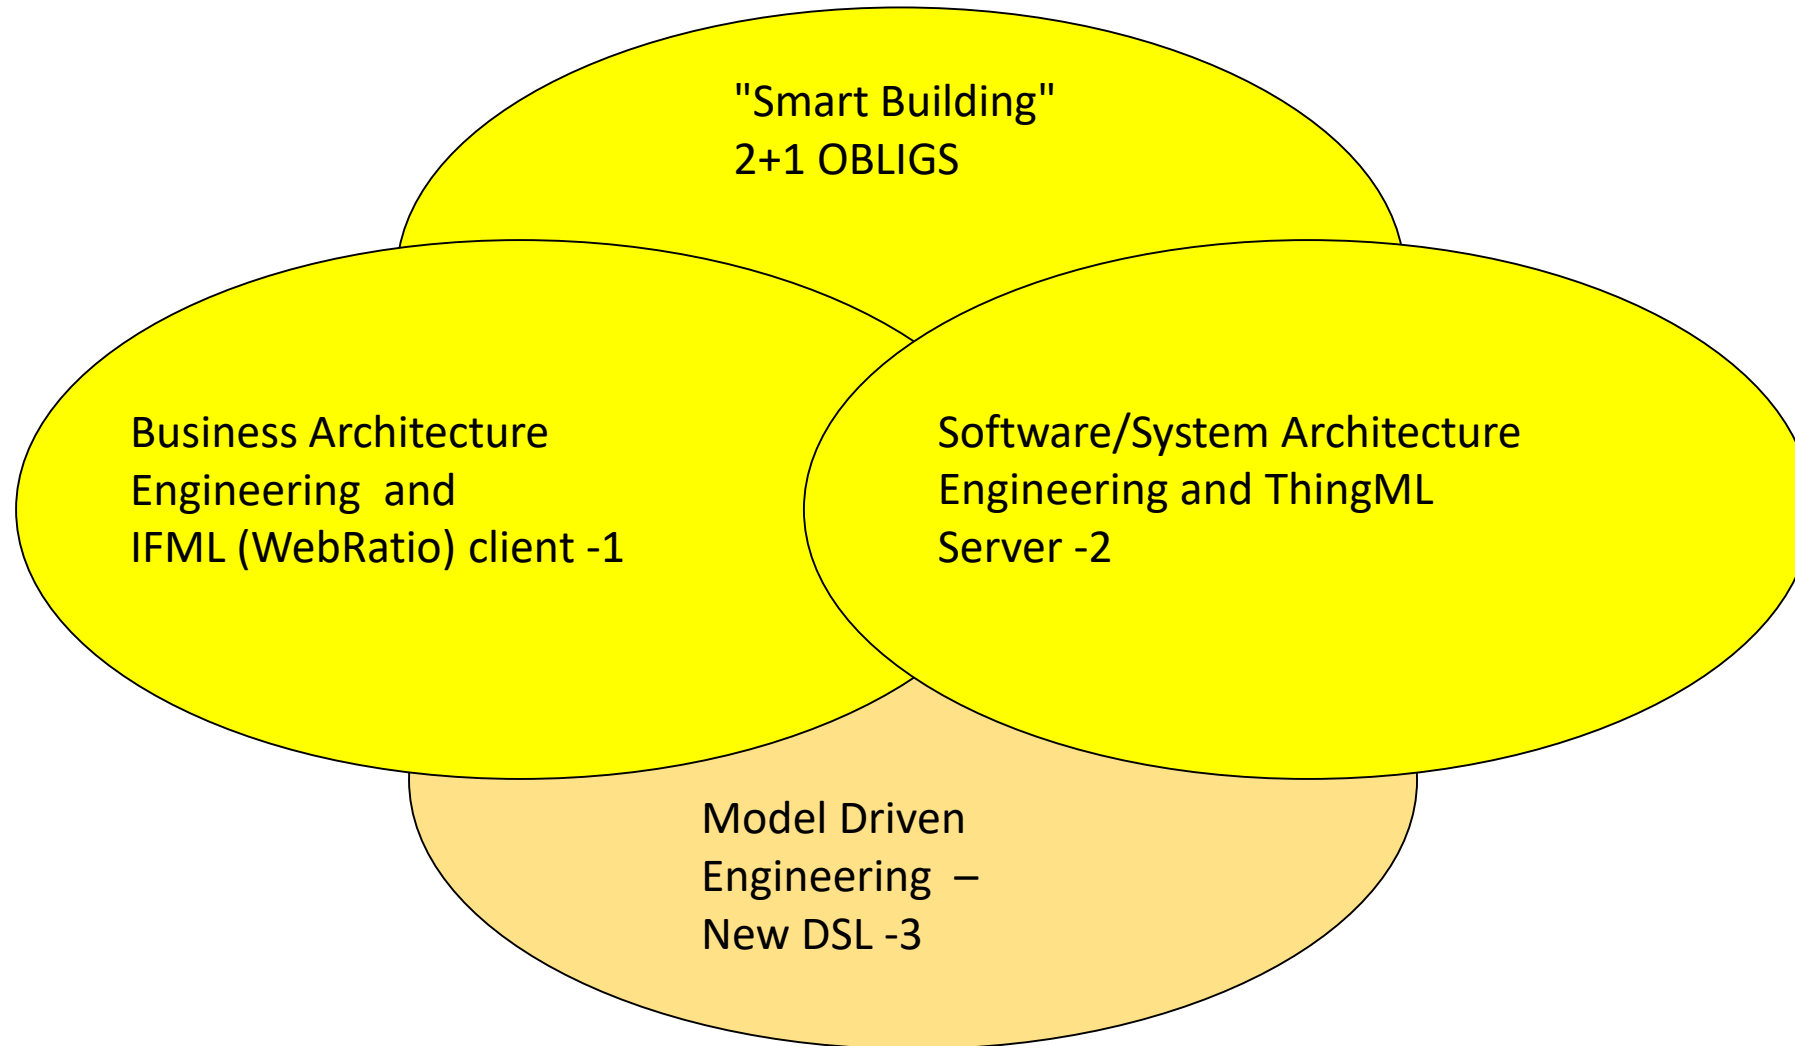 "Smart Building"
2+1 OBLIGS
Business Architecture
Engineering  and
IFML (WebRatio) client -1
Software/System Architecture
Engineering and ThingML
Server -2
Model Driven
Engineering  –
New DSL -3